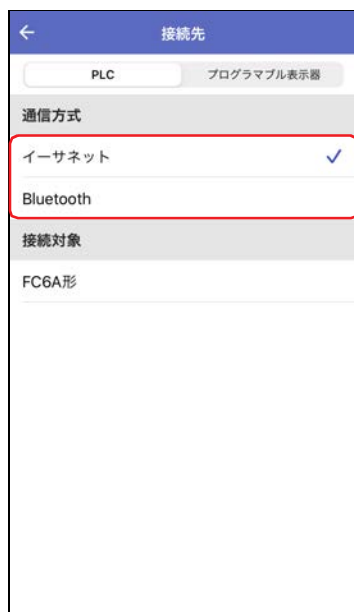 接続先
PLC
プログラマブル表示器
通信方式
イーサネット
Bluetooth
接続対象
FC6A形